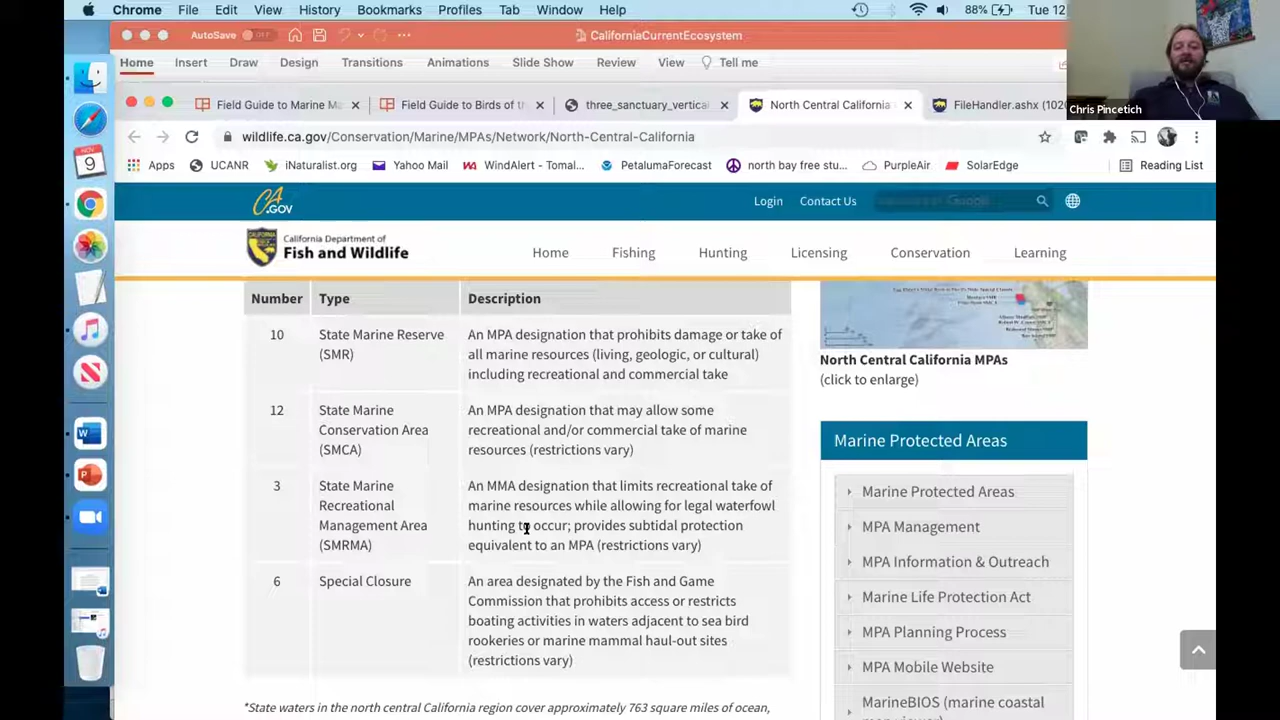 Chrome File Edit View History Bookmarks Profiles Tab Window Help 88% Tue 12
AutoSave OFF CaliforniaCurrentEcosystem
Home Insert Draw Design Transitions Animations Slide Show Review View Tell me
Chris Pincetich
Field Guide to Marine Ma Field Guide to Birds of th three_sanctuary_vertical North Central California FileHandler.ashx (102
wildlife.ca.gov/Conservation/Marine/MPAs/Network/North-Central-California
Apps UCANR iNaturalist.org Yahoo Mail WindAlert - Tomal... PetalumaForecast north bay free stu... PurpleAir SolarEdge Reading List
NOV
9
CA.GOV
Login Contact Us
California Department of
Fish and Wildlife
Home Fishing Hunting Licensing Conservation Learning
Number Type Description
10 State Marine Reserve An MPA designation that prohibits damage or take of
(SMR) all marine resources (living, geologic, or cultural)
including recreational and commercial take
12 State Marine An MPA designation that may allow some
Conservation Area recreational and/or commercial take of marine
(SMCA) resources (restrictions vary)
3 State Marine An MMA designation that limits recreational take of
Recreational marine resources while allowing for legal waterfowl
Management Area hunting to occur; provides subtidal protection
(SMRMA) equivalent to an MPA (restrictions vary)
6 Special Closure An area designated by the Fish and Game
Commission that prohibits access or restricts
boating activities in waters adjacent to sea bird
rookeries or marine mammal haul-out sites
(restrictions vary)
*State waters in the north central California region cover approximately 763 square miles of ocean,
North Central California MPAs
(click to enlarge)
Marine Protected Areas
Marine Protected Areas
MPA Management
MPA Information & Outreach
Marine Life Protection Act
MPA Planning Process
MPA Mobile Website
MarineBIOS (marine coastal